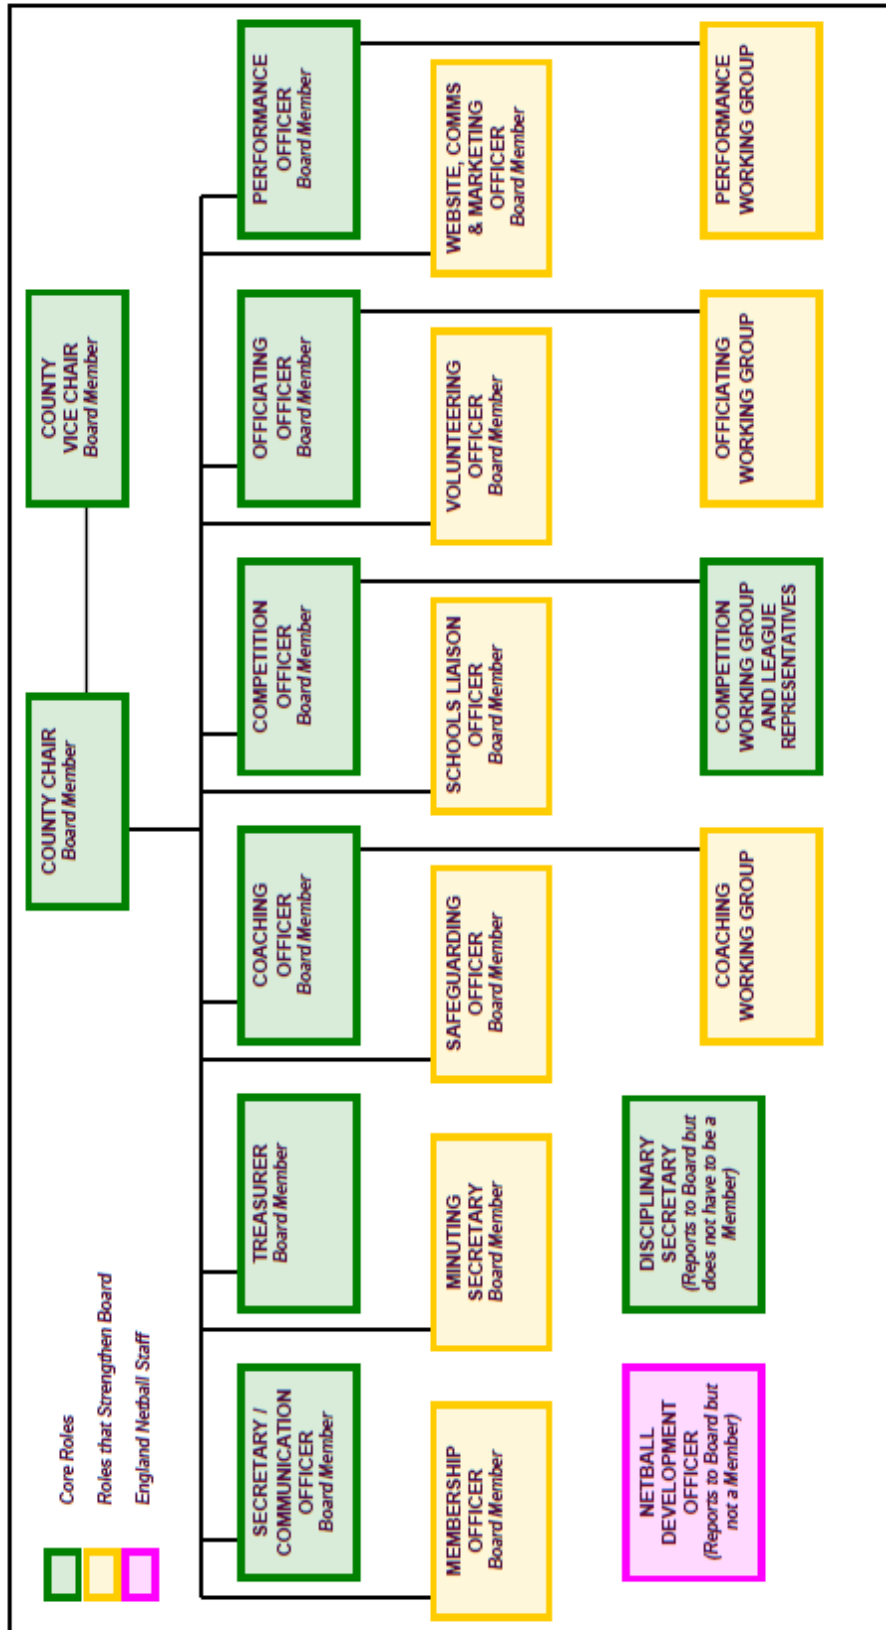 Core Roles
Roles that Strengthen Board
England Netball Staff
COUNTY CHAIR
Board Member
COUNTY
VICE CHAIR
Board Member
SECRETARY /
COMMUNICATION
OFFICER
Board Member
TREASURER
Board Member
COACHING
OFFICER
Board Member
COMPETITION
OFFICER
Board Member
OFFICIATING
OFFICER
Board Member
PERFORMANCE
OFFICER
Board Member
MEMBERSHIP
OFFICER
Board Member
MINUTING
SECRETARY
Board Member
SAFEGUARDING
OFFICER
Board Member
SCHOOLS LIAISON
OFFICER
Board Member
VOLUNTEERING
OFFICER
Board Member
WEBSITE, COMMS
& MARKETING
OFFICER
Board Member
NETBALL
DEVELOPMENT
OFFICER
(Reports to Board but
not a Member)
DISCIPLINARY
SECRETARY
(Reports to Board but
does not have to be a
Member)
COACHING
WORKING GROUP
COMPETITION
WORKING GROUP
AND LEAGUE
REPRESENTATIVES
OFFICIATING
WORKING GROUP
PERFORMANCE
WORKING GROUP